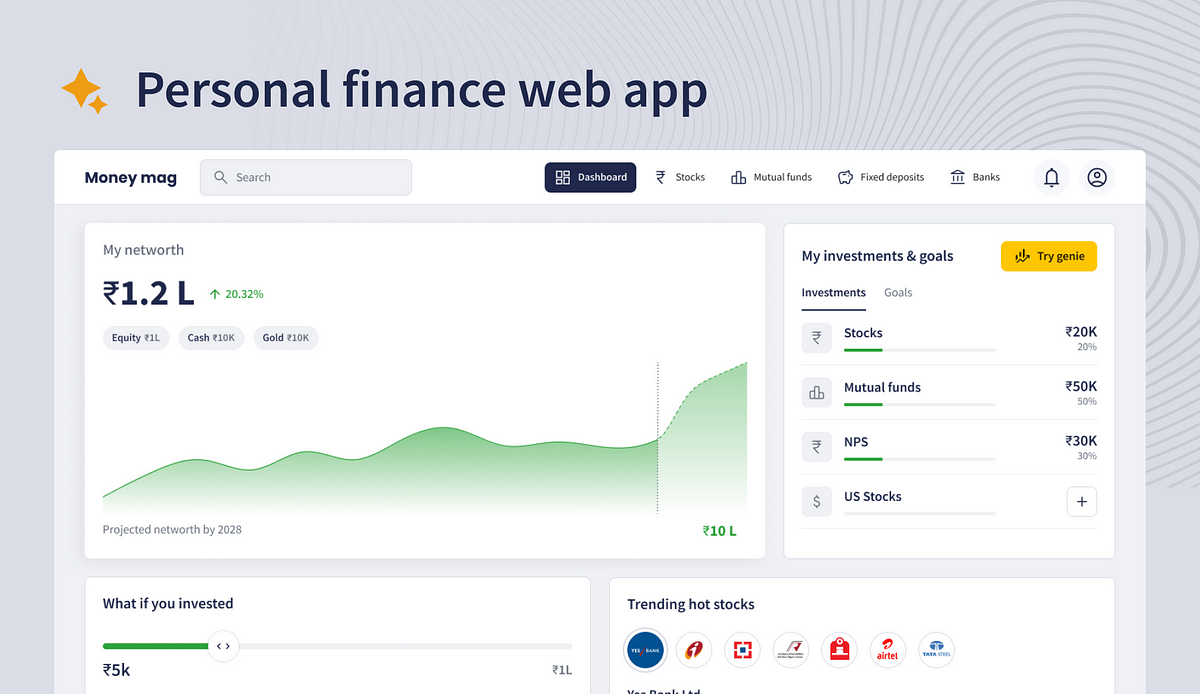 Personal finance web app
Money mag
Search
Dashboard
Stocks
Mutual funds
Fixed deposits
Banks
My networth
₹1.2 L
20.32%
Equity ₹1L
Cash ₹10K
Gold ₹10K
Projected networth by 2028
₹10 L
My investments & goals
Try genie
Investments
Goals
Stocks
₹20K
20%
Mutual funds
₹50K
50%
NPS
₹30K
30%
US Stocks
What if you invested
₹5k
₹1L
Trending hot stocks
YES BANK
airtel
TATA STEEL
Yes Bank Ltd